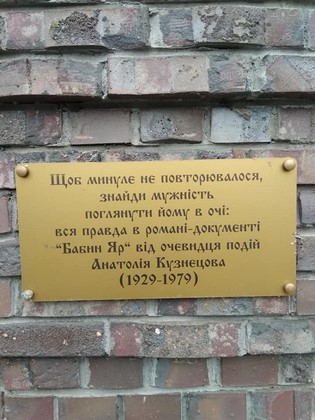 Щоб минуле не повторювалося,
знайди мужність
поглянути йому в очі:
вся правда в романі-документі
"Бабин Яр" від очевидця подій
Анатолія Кузнєцова
(1929-1979)